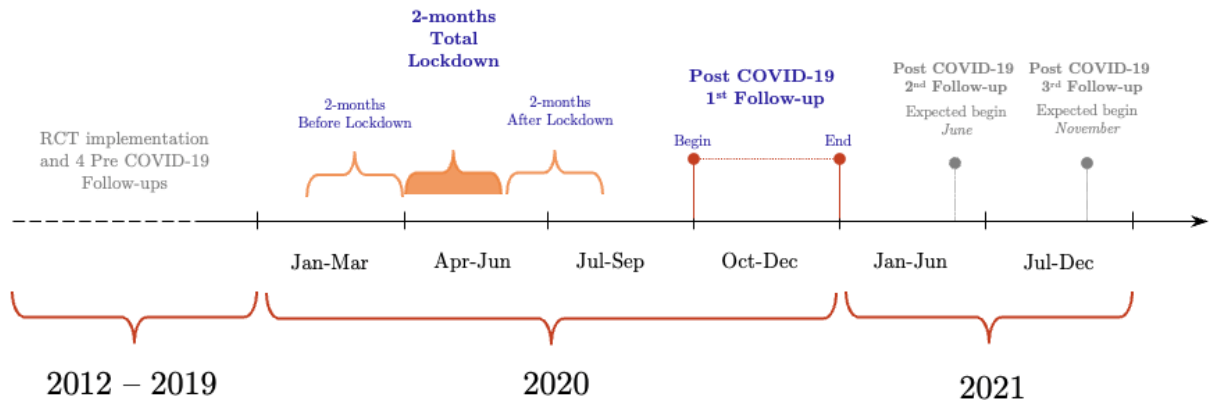 2-months
Total
Lockdown
2-months
Before Lockdown
2-months
After Lockdown
Post COVID-19
1st Follow-up
Begin
End
Post COVID-19
2nd Follow-up
Expected begin
June
Post COVID-19
3rd Follow-up
Expected begin
November
RCT implementation
and 4 Pre COVID-19
Follow-ups
Jan-Mar
Apr-Jun
Jul-Sep
Oct-Dec
Jan-Jun
Jul-Dec
2012 – 2019
2020
2021